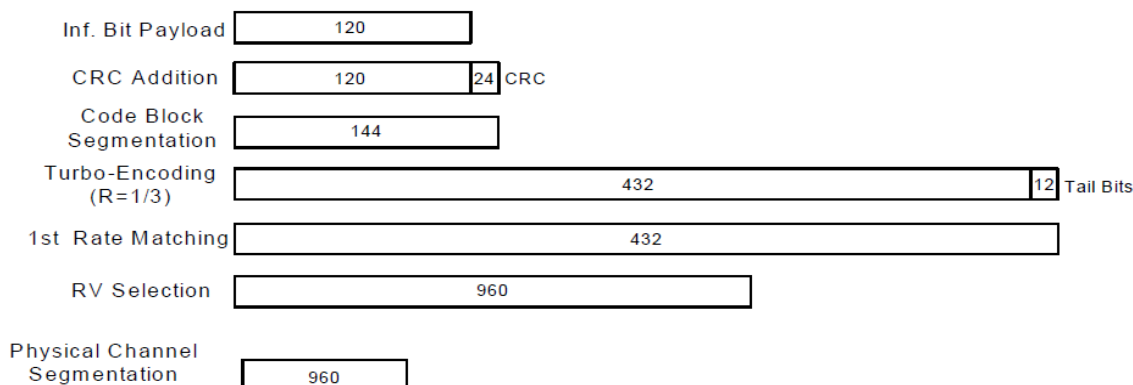 Inf. Bit Payload 120
CRC Addition 120 24 CRC
Code Block
Segmentation 144
Turbo-Encoding
(R=1/3) 432 12 Tail Bits
1st Rate Matching 432
RV Selection 960
Physical Channel
Segmentation 960